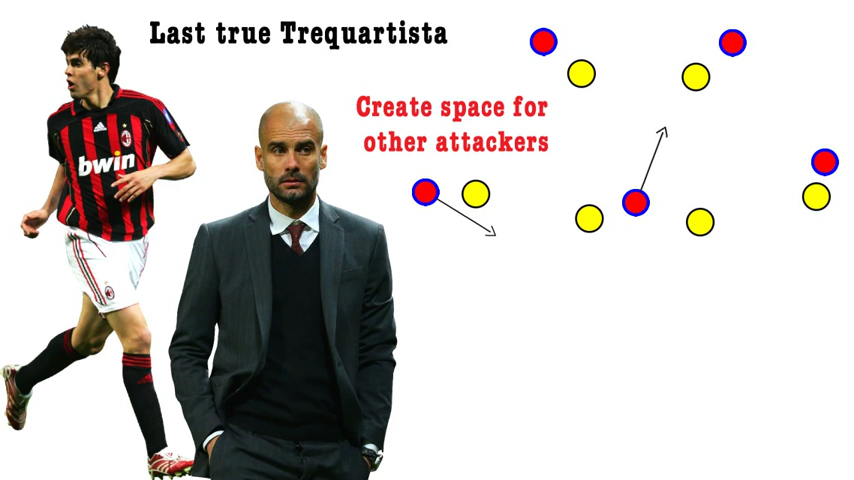 Last true Trequartista
Create space for
other attackers
bwin